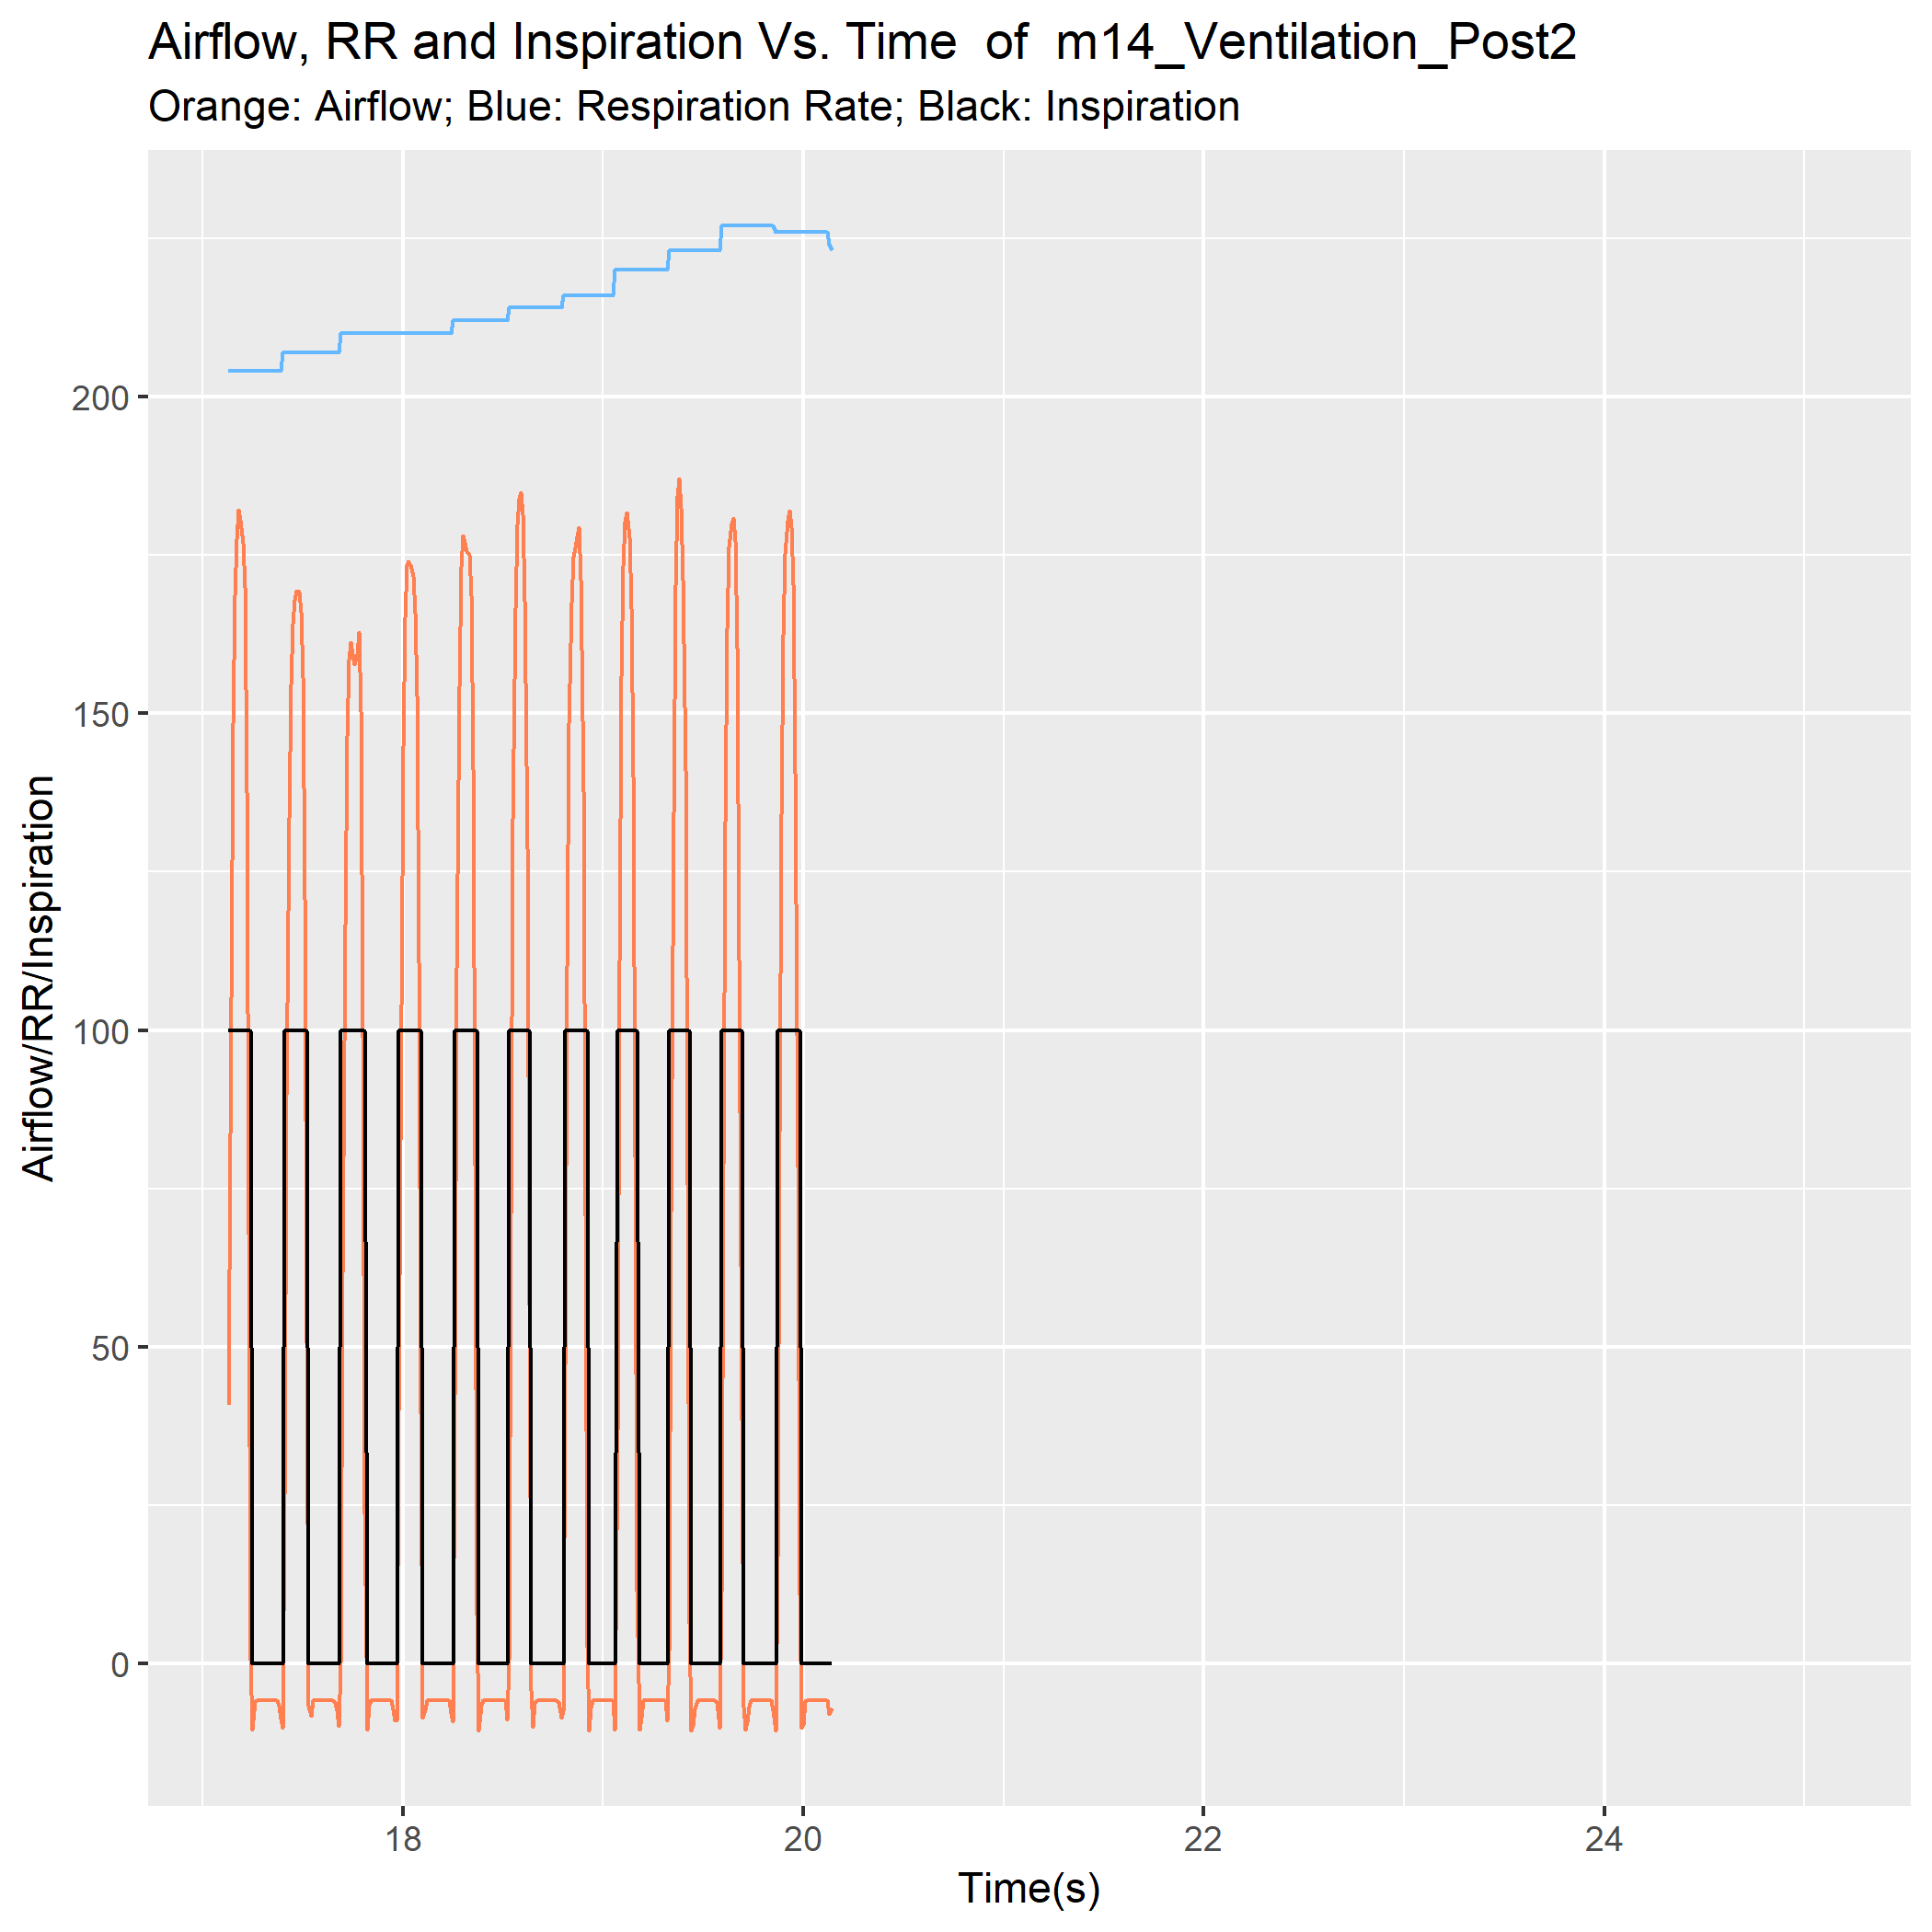 Airflow, RR and Inspiration Vs. Time  of  m14_Ventilation_Post2
Orange: Airflow; Blue: Respiration Rate; Black: Inspiration
Airflow/RR/Inspiration
200
150
100
50
0
18 20 22 24
Time(s)